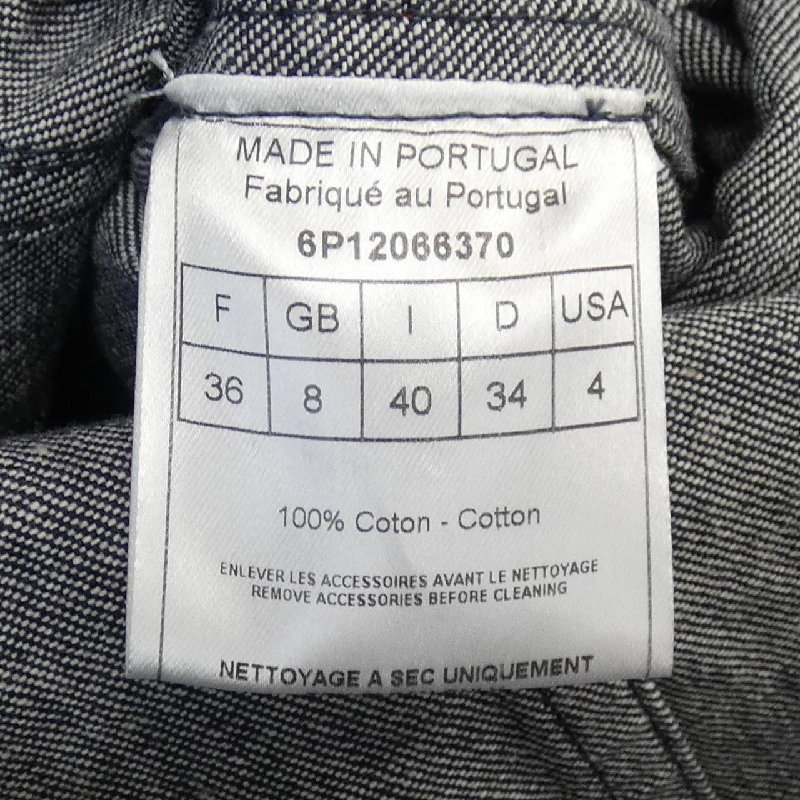 MADE IN PORTUGAL
Fabriqué au Portugal
6P12066370
F GB I D USA
36 8 40 34 4
100% Coton - Cotton
ENLEVER LES ACCESSOIRES AVANT LE NETTOYAGE
REMOVE ACCESSORIES BEFORE CLEANING
NETTOYAGE A SEC UNIQUEMENT